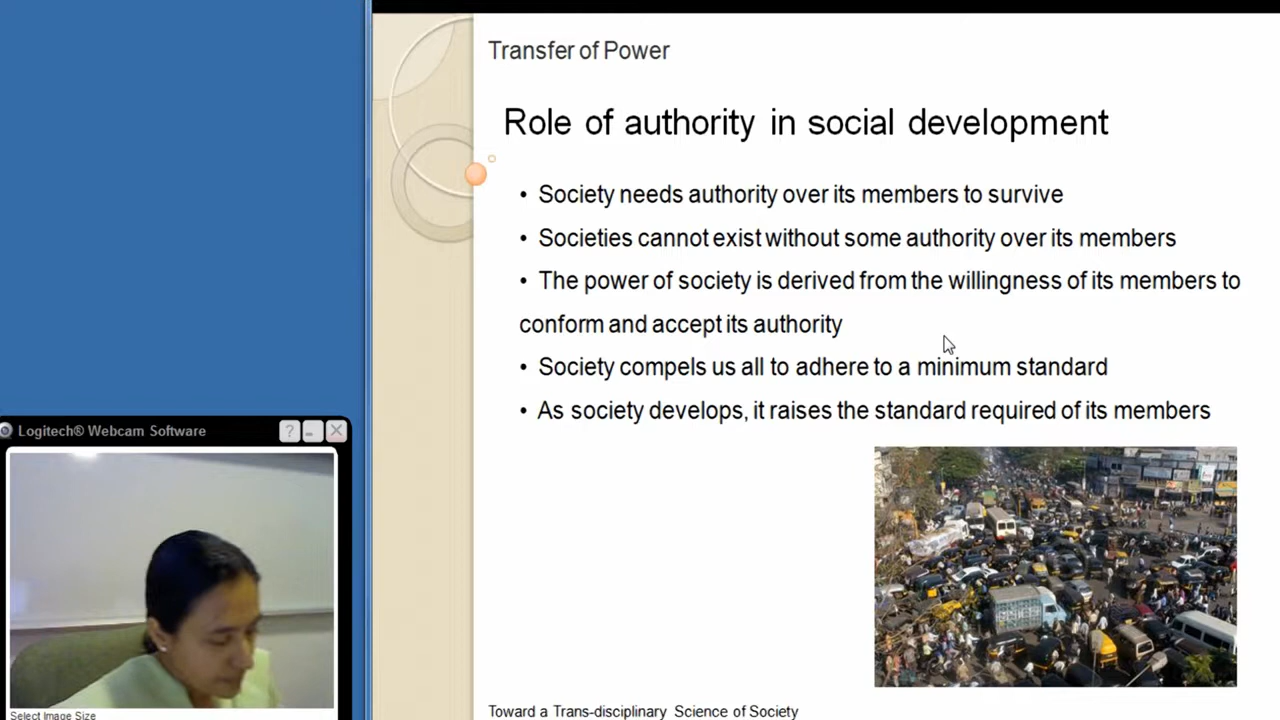 Transfer of Power
Role of authority in social development
• Society needs authority over its members to survive
• Societies cannot exist without some authority over its members
• The power of society is derived from the willingness of its members to
conform and accept its authority
• Society compels us all to adhere to a minimum standard
• As society develops, it raises the standard required of its members
Toward a Trans-disciplinary Science of Society
Logitech® Webcam Software
?
Select Image Size